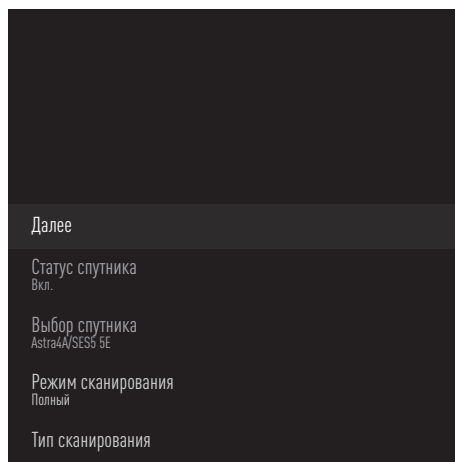 Далее
Статус спутника
Вкл.
Выбор спутника
Astra4A/SES5 5E
Режим сканирования
Полный
Тип сканирования